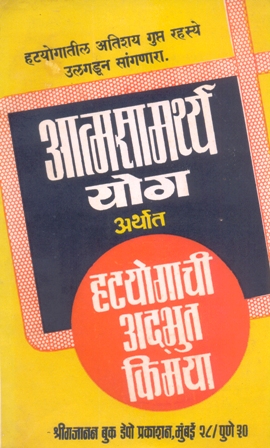 हटयोगातील अतिशय गुप्त रहस्ये
उलगडून सांगणारा.
आत्मसामर्थ्य
योग
अर्थात
हटयोगाची
अद्‌भुत
किमया
श्रीगजानन बुक डेपो प्रकाशन, मुंबई २८/ पुणे ३०